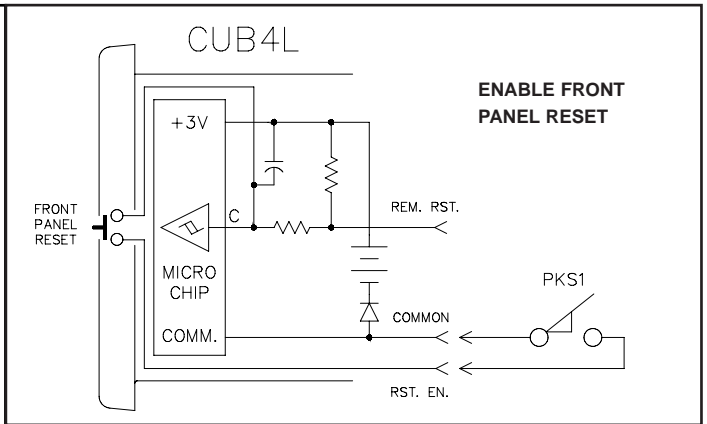 CUB4L
ENABLE FRONT
PANEL RESET
+3V
FRONT
PANEL
RESET
C
REM. RST.
MICRO
CHIP
PKS1
COMMON
COMM.
RST. EN.